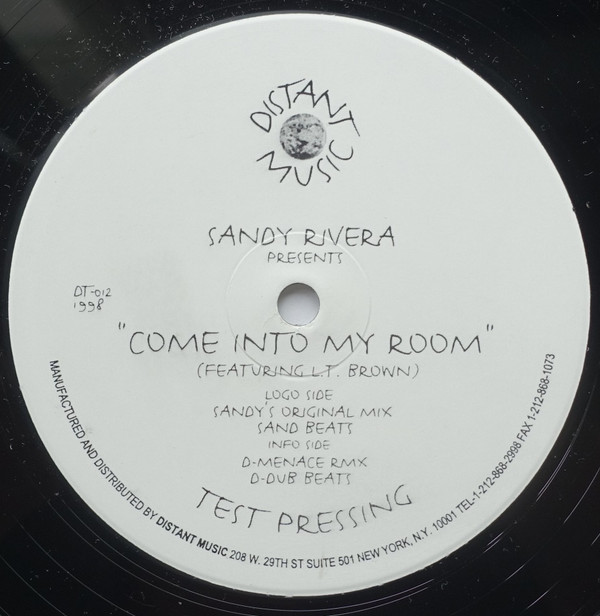 DISTANT
MUSIC
SANDY RIVERA
PRESENTS
DT-012
1998
"COME INTO MY ROOM"
(FEATURING L.T. BROWN)
LOGO SIDE
SANDY'S ORIGINAL MIX
SAND BEATS
INFO SIDE
D-MENACE RMX
D-DUB BEATS
TEST PRESSING
MANUFACTURED AND DISTRIBUTED BY DISTANT MUSIC 208 W. 29TH ST SUITE 501 NEW YORK, N.Y. 10001 TEL-1-212-868-2998 FAX 1-212-868-1073